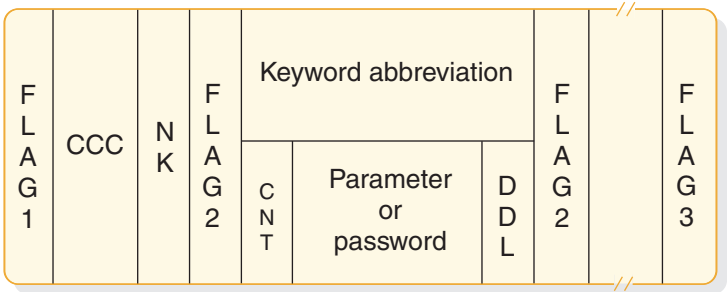 FLAG1
CCC
NK
FLAG2
Keyword abbreviation
CNT
Parameter
or
password
DDL
FLAG2
FLAG3